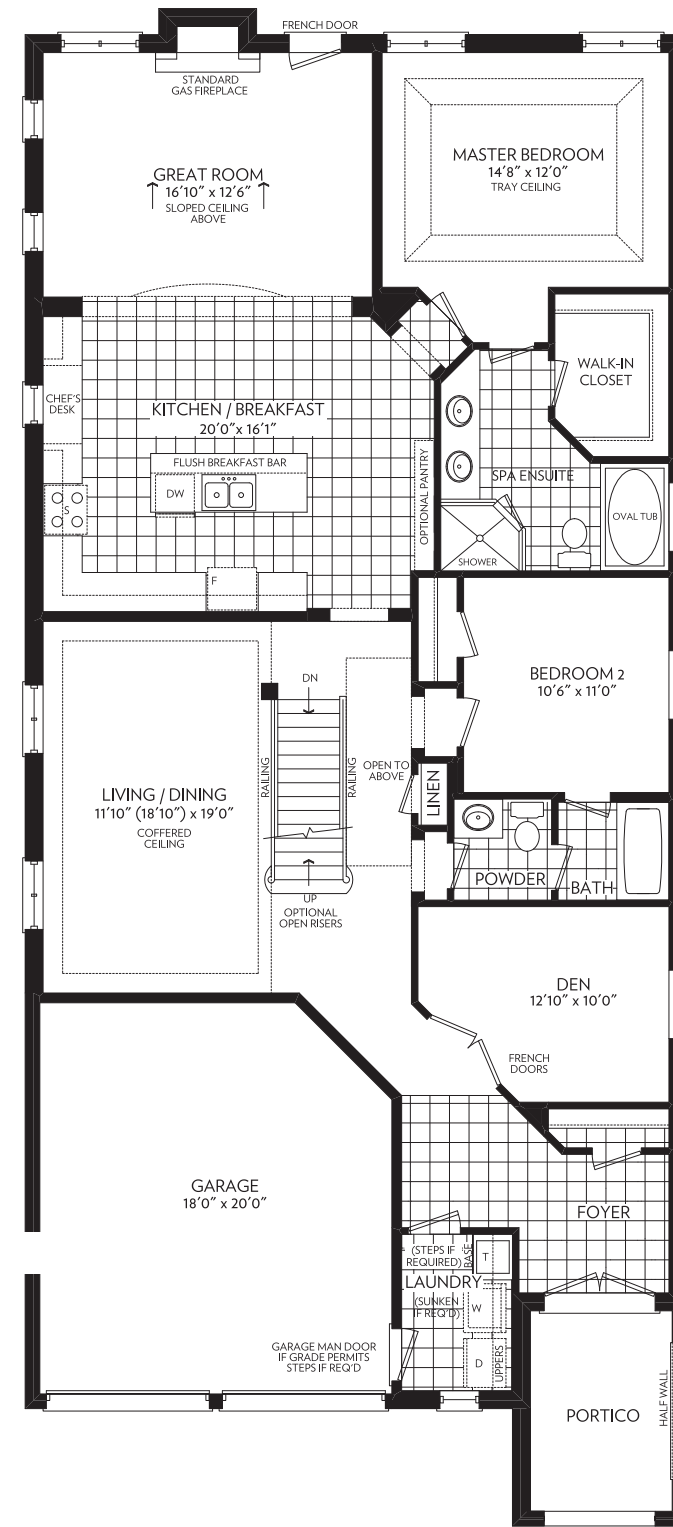 FRENCH DOOR
STANDARD
GAS FIREPLACE
GREAT ROOM
16'10" x 12'6"
SLOPED CEILING
ABOVE
MASTER BEDROOM
14'8" x 12'0"
TRAY CEILING
WALK-IN
CLOSET
CHEF'S
DESK
KITCHEN / BREAKFAST
20'0" x 16'1"
FLUSH BREAKFAST BAR
DW
S
F
OPTIONAL PANTRY
SPA ENSUITE
OVAL TUB
SHOWER
BEDROOM 2
10'6" x 11'0"
DN
RAILING
RAILING
OPEN TO
ABOVE
LINEN
LIVING / DINING
11'10" (18'10") x 19'0"
COFFERED
CEILING
UP
OPTIONAL
OPEN RISERS
POWDER
BATH
DEN
12'10" x 10'0"
FRENCH
DOORS
GARAGE
18'0" x 20'0"
FOYER
(STEPS IF
REQUIRED)
BASE
T
LAUNDRY
(SUNKEN
IF REQ'D)
W
D
UPPERS
GARAGE MAN DOOR
IF GRADE PERMITS
STEPS IF REQ'D
PORTICO
HALF WALL